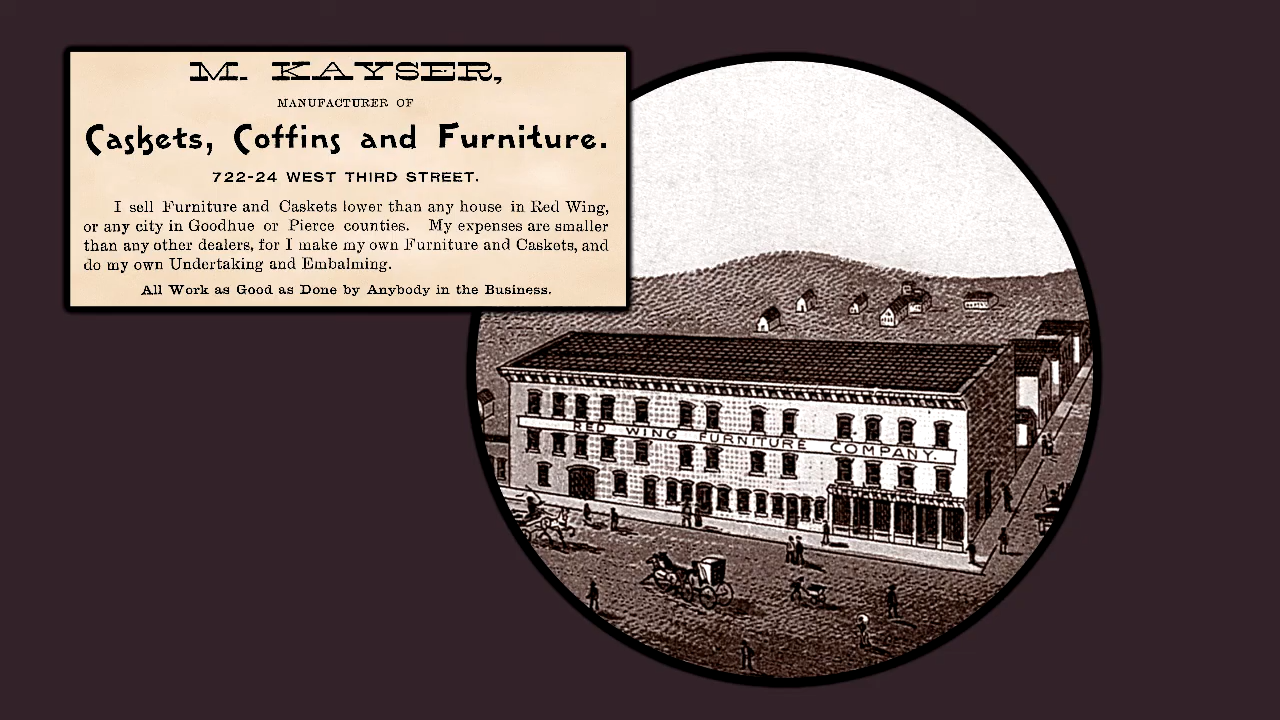 M. KAYSER,
MANUFACTURER OF
Caskets, Coffins and Furniture.
722-24 WEST THIRD STREET.
I sell Furniture and Caskets lower than any house in Red Wing,
or any city in Goodhue or Pierce counties. My expenses are smaller
than any other dealers, for I make my own Furniture and Caskets, and
do my own Undertaking and Embalming.
All Work as Good as Done by Anybody in the Business.
RED WING FURNITURE COMPANY.